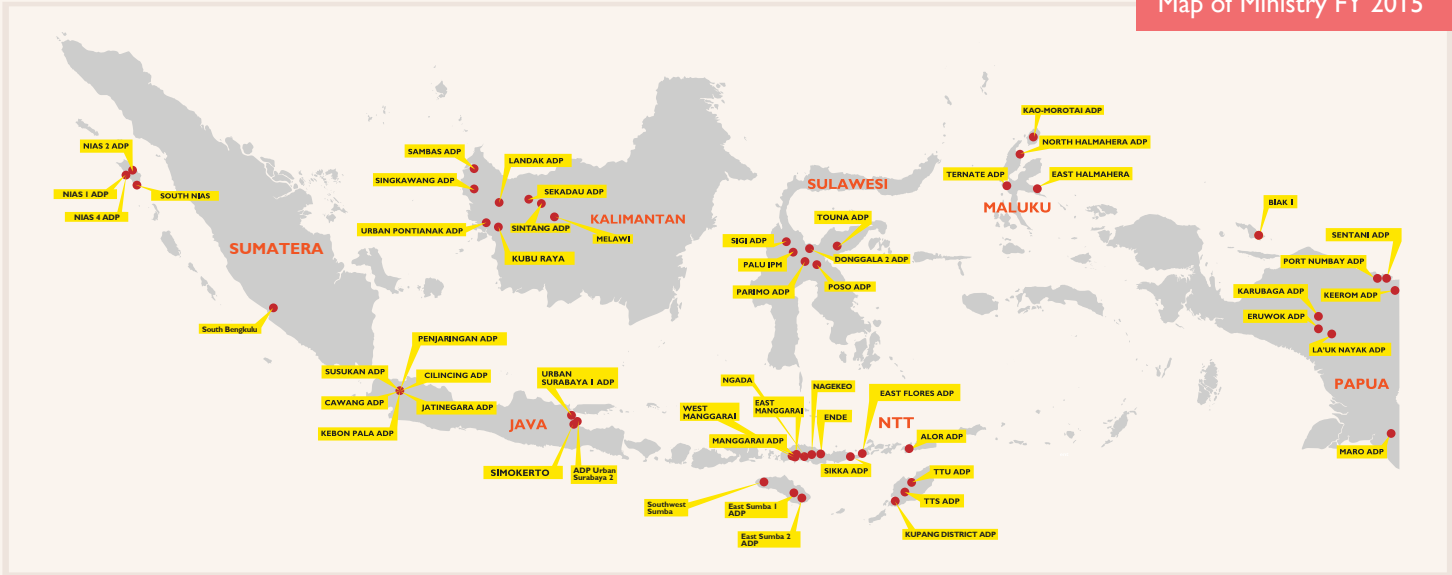 Map of Ministry FY 2015
NIAS 2 ADP
NIAS 1 ADP
NIAS 4 ADP
SOUTH NIAS
SUMATERA
South Bengkulu
SAMBAS ADP
SINGKAWANG ADP
LANDAK ADP
SEKADAU ADP
URBAN PONTIANAK ADP
SINTANG ADP
KALIMANTAN
MELAWI
KUBU RAYA
PENJARINGAN ADP
SUSUKAN ADP
CILINCING ADP
CAWANG ADP
JATINEGARA ADP
KEBON PALA ADP
JAVA
URBAN
SURABAYA 1 ADP
SIMOKERTO
ADP Urban
Surabaya 2
SULAWESI
TOUNA ADP
SIGI ADP
PALU IPM
DONGGALA 2 ADP
PARIMO ADP
POSO ADP
KAO-MOROTAI ADP
NORTH HALMAHERA ADP
TERNATE ADP
EAST HALMAHERA
MALUKU
NGADA
NAGEKEO
EAST
MANGGARAI
WEST
MANGGARAI
ENDE
EAST FLORES ADP
MANGGARAI ADP
NTT
SIKKA ADP
ALOR ADP
Southwest
Sumba
East Sumba 1
ADP
East Sumba 2
ADP
TTU ADP
TTS ADP
KUPANG DISTRICT ADP
BIAK 1
SENTANI ADP
PORT NUMBAY ADP
KARUBAGA ADP
KEEROM ADP
ERUWOK ADP
LA'UK NAYAK ADP
PAPUA
MARO ADP